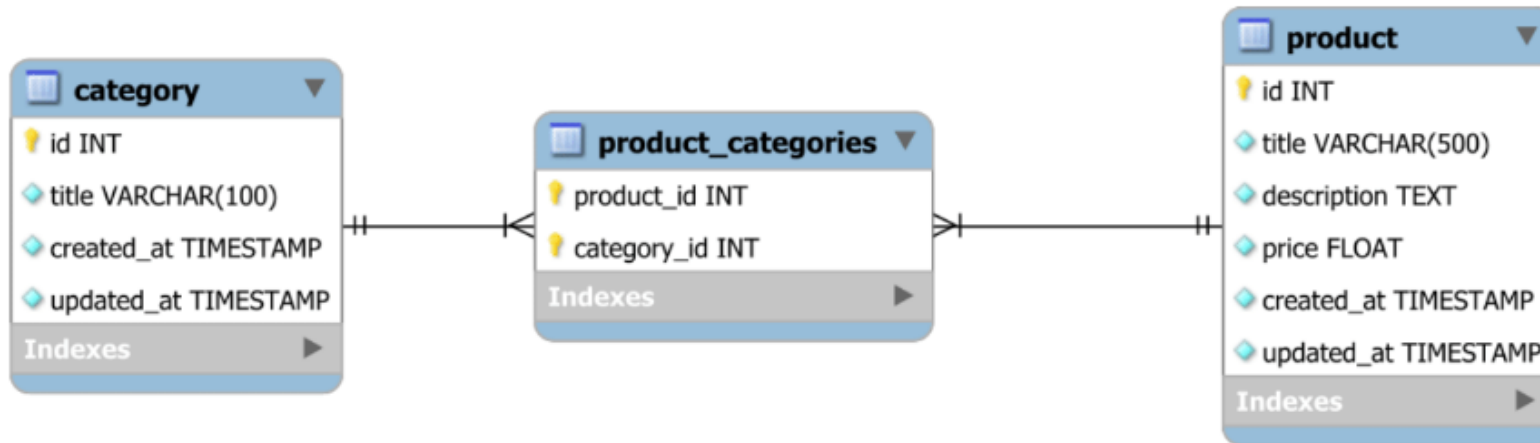 category
id INT
title VARCHAR(100)
created_at TIMESTAMP
updated_at TIMESTAMP
Indexes
product_categories
product_id INT
category_id INT
Indexes
product
id INT
title VARCHAR(500)
description TEXT
price FLOAT
created_at TIMESTAMP
updated_at TIMESTAMP
Indexes